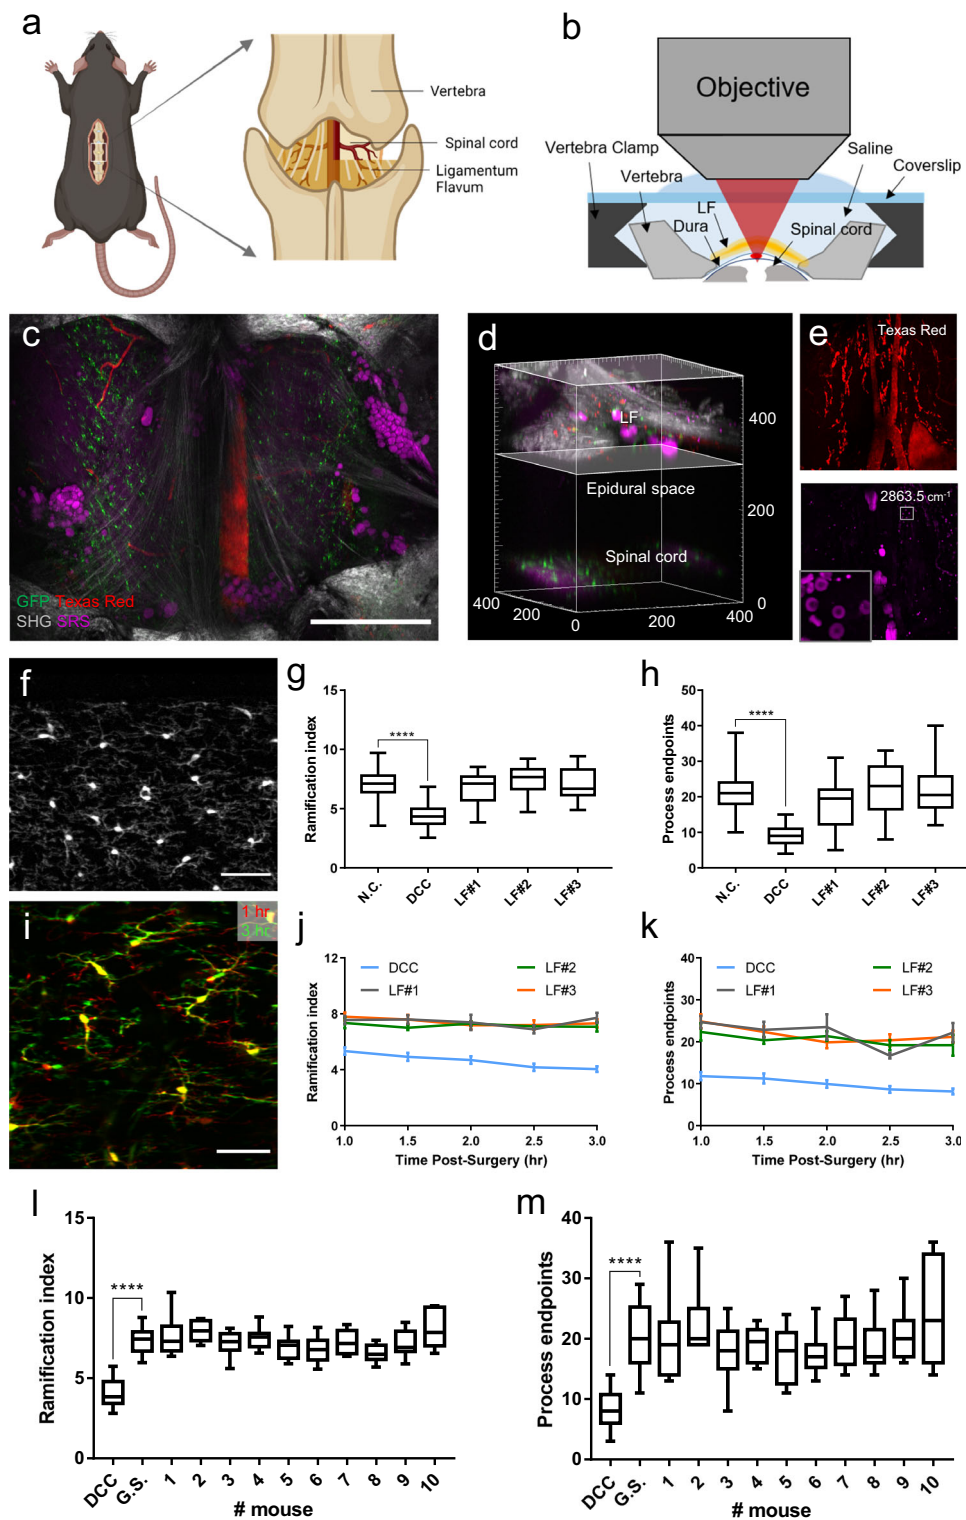 a
Vertebra
Spinal cord
Ligamentum
Flavum
b
Objective
Vertebra Clamp
Vertebra
LF
Dura
Saline
Coverslip
Spinal cord
c
GFP Texas Red
SHG SRS
d
LF
Epidural space
Spinal cord
400
200
0
400
200
0
200
400
e
Texas Red
2863.5 cm⁻¹
f
g
Ramification index
15
10
5
0
****
N.C.
DCC
LF#1
LF#2
LF#3
h
Process endpoints
50
40
30
20
10
0
****
N.C.
DCC
LF#1
LF#2
LF#3
i
1 hr
3 hr
j
Ramification index
12
8
4
0
DCC
LF#1
LF#2
LF#3
1.0
1.5
2.0
2.5
3.0
Time Post-Surgery (hr)
k
Process endpoints
40
30
20
10
0
DCC
LF#1
LF#2
LF#3
1.0
1.5
2.0
2.5
3.0
Time Post-Surgery (hr)
l
Ramification index
15
10
5
0
****
DCC
G.S.
1
2
3
4
5
6
7
8
9
10
# mouse
m
Process endpoints
40
30
20
10
0
****
DCC
G.S.
1
2
3
4
5
6
7
8
9
10
# mouse